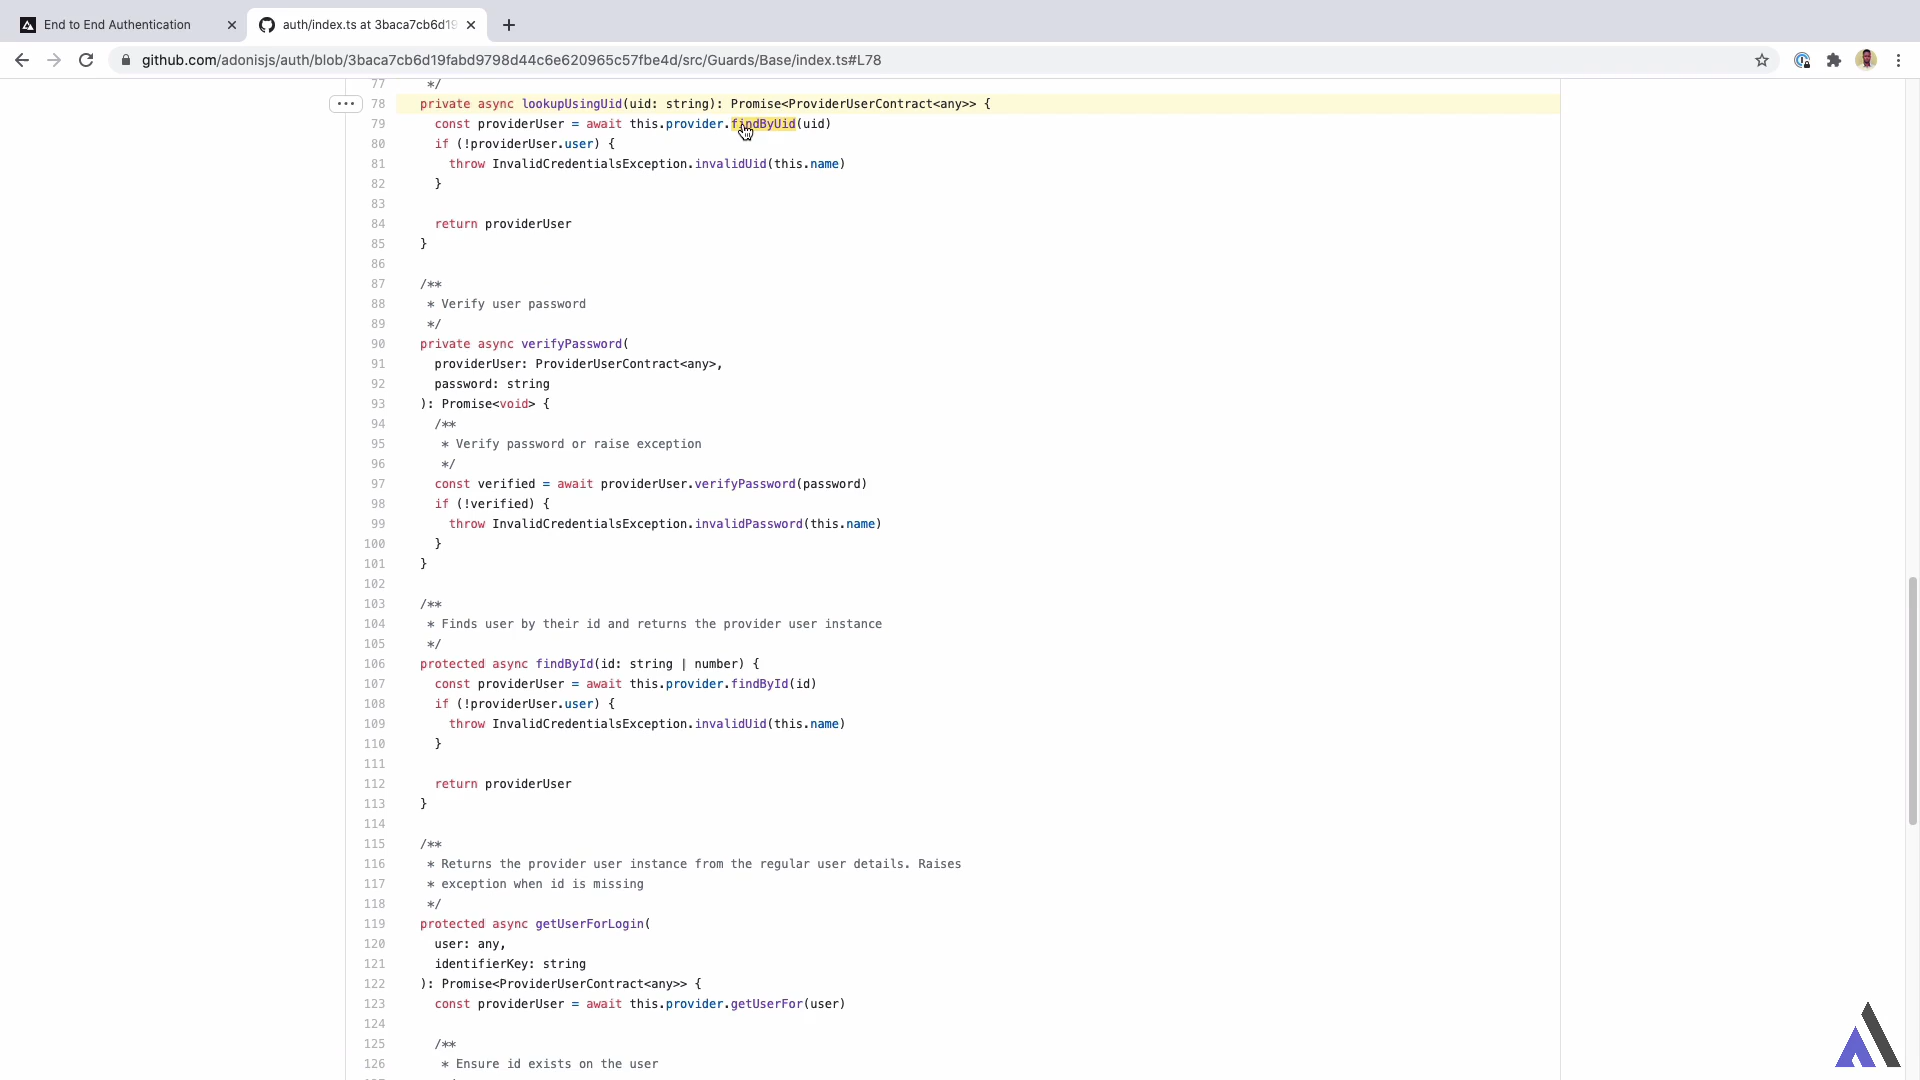 End to End Authentication
auth/index.ts at 3baca7cb6d19
github.com/adonisjs/auth/blob/3baca7cb6d19fabd9798d44c6e620965c57fbe4d/src/Guards/Base/index.ts#L78
77 */
78 private async lookupUsingUid(uid: string): Promise<ProviderUserContract<any>> {
79 const providerUser = await this.provider.findByUid(uid)
80 if (!providerUser.user) {
81 throw InvalidCredentialsException.invalidUid(this.name)
82 }
83
84 return providerUser
85 }
86
87 /**
88 * Verify user password
89 */
90 private async verifyPassword(
91 providerUser: ProviderUserContract<any>,
92 password: string
93 ): Promise<void> {
94 /**
95 * Verify password or raise exception
96 */
97 const verified = await providerUser.verifyPassword(password)
98 if (!verified) {
99 throw InvalidCredentialsException.invalidPassword(this.name)
100 }
101 }
102
103 /**
104 * Finds user by their id and returns the provider user instance
105 */
106 protected async findById(id: string | number) {
107 const providerUser = await this.provider.findById(id)
108 if (!providerUser.user) {
109 throw InvalidCredentialsException.invalidUid(this.name)
110 }
111
112 return providerUser
113 }
114
115 /**
116 * Returns the provider user instance from the regular user details. Raises
117 * exception when id is missing
118 */
119 protected async getUserForLogin(
120 user: any,
121 identifierKey: string
122 ): Promise<ProviderUserContract<any>> {
123 const providerUser = await this.provider.getUserFor(user)
124
125 /**
126 * Ensure id exists on the user